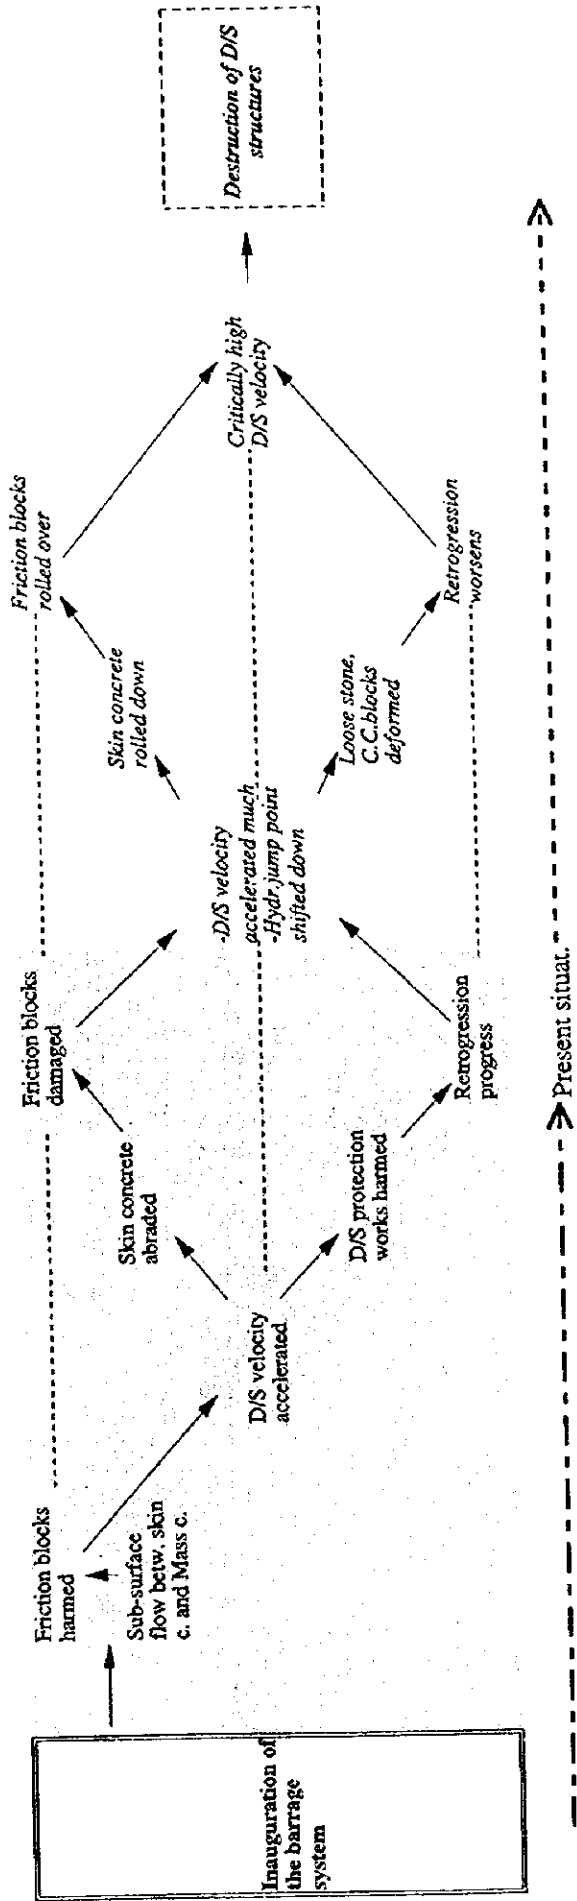 Inauguration of
the barrage
system
Friction blocks
harmed
Sub-surface
flow betw. skin
c. and Mass c.
D/S velocity
accelerated
Skin concrete
abraded
D/S protection
works harmed
Friction blocks
damaged
Retrogression
progress
-D/S velocity
accelerated much
-Hydr.jump point
shifted down
Skin concrete
rolled down
Loose stone,
C.C.blocks
deformed
Friction blocks
rolled over
Retrogression
worsens
Critically high
D/S velocity
Destruction of D/S
structures
Present situat.